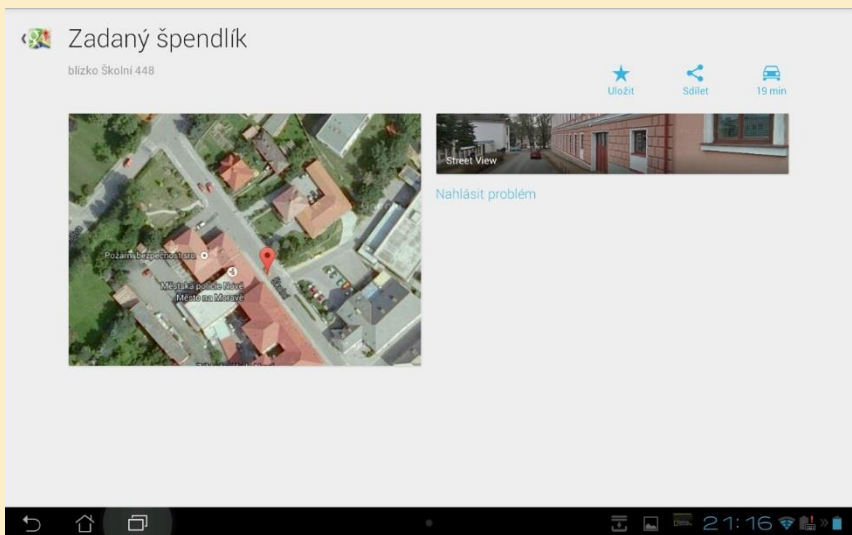 Zadaný špendlík
blízko Školní 448
Uložit
Sdílet
19 min
Street View
Nahlásit problém
Požární bezpečnost sro.
Městská policie Nové
Město na Moravě
21:16